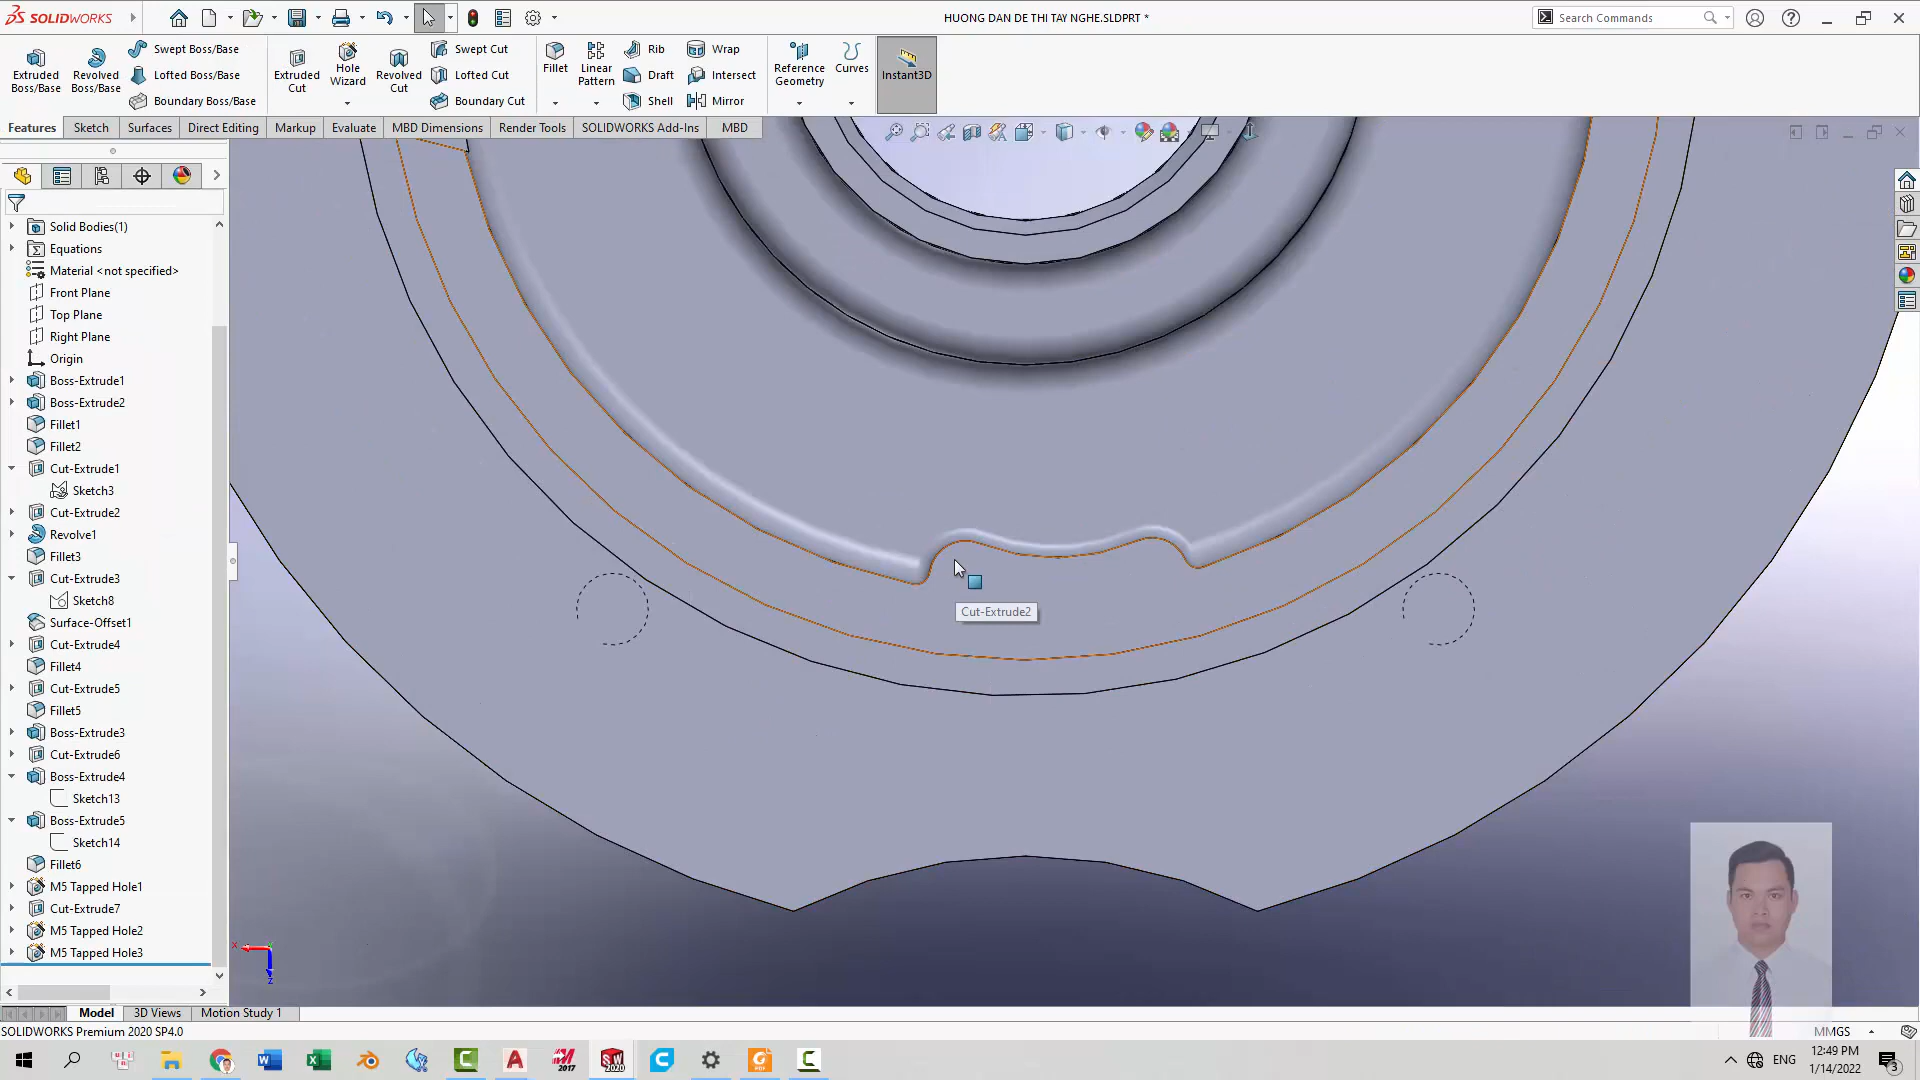 SOLIDWORKS
HUONG DAN DE THI TAY NGHE.SLDPRT *
Search Commands
Extruded Boss/Base
Revolved Boss/Base
Swept Boss/Base
Lofted Boss/Base
Boundary Boss/Base
Extruded Cut
Hole Wizard
Revolved Cut
Swept Cut
Lofted Cut
Boundary Cut
Fillet
Linear Pattern
Rib
Draft
Shell
Wrap
Intersect
Mirror
Reference Geometry
Curves
Instant3D
Features
Sketch
Surfaces
Direct Editing
Markup
Evaluate
MBD Dimensions
Render Tools
SOLIDWORKS Add-Ins
MBD
Solid Bodies(1)
Equations
Material <not specified>
Front Plane
Top Plane
Right Plane
Origin
Boss-Extrude1
Boss-Extrude2
Fillet1
Fillet2
Cut-Extrude1
Sketch3
Cut-Extrude2
Revolve1
Fillet3
Cut-Extrude3
Sketch8
Surface-Offset1
Cut-Extrude4
Fillet4
Cut-Extrude5
Fillet5
Boss-Extrude3
Cut-Extrude6
Boss-Extrude4
Sketch13
Boss-Extrude5
Sketch14
Fillet6
M5 Tapped Hole1
Cut-Extrude7
M5 Tapped Hole2
M5 Tapped Hole3
Cut-Extrude2
X
Z
Model
3D Views
Motion Study 1
SOLIDWORKS Premium 2020 SP4.0
MMGS
ENG
12:49 PM
1/14/2022
3
2017
2020